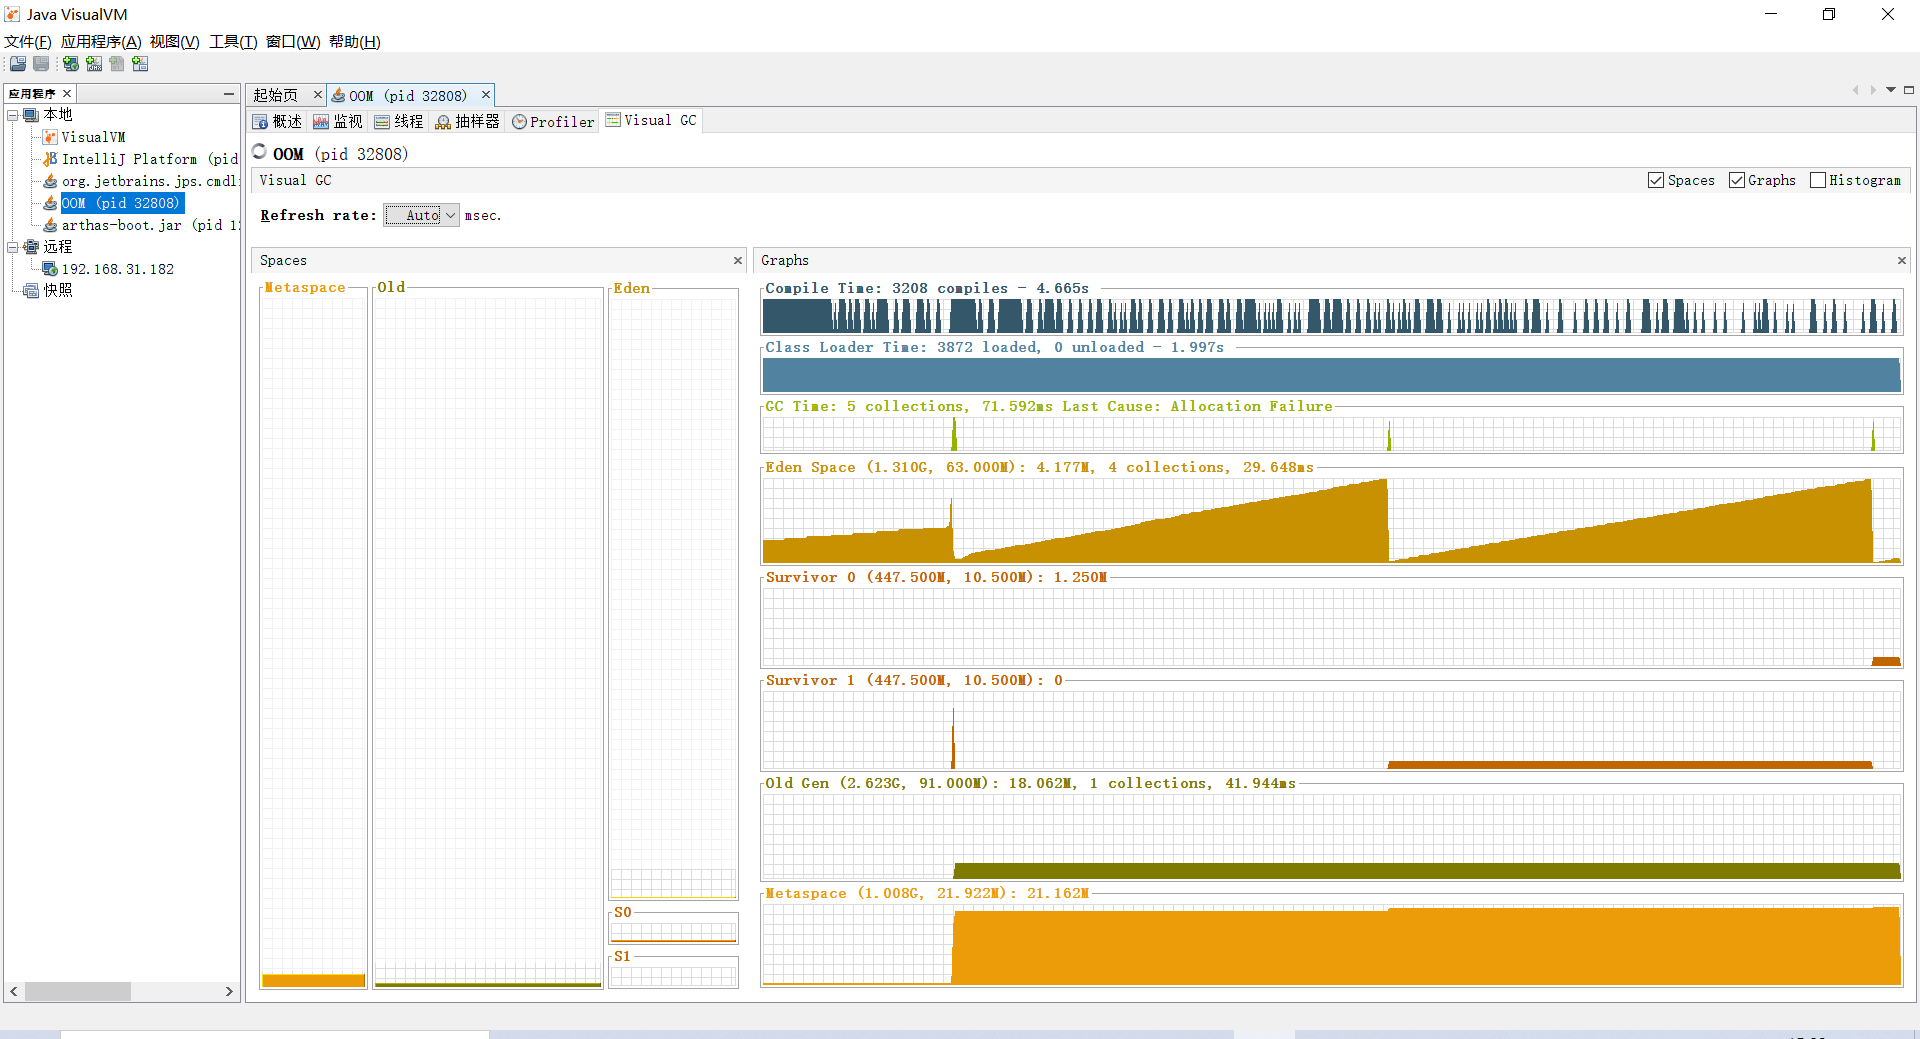 Java VisualVM
文件(F) 应用程序(A) 视图(V) 工具(T) 窗口(W) 帮助(H)
应用程序
本地
VisualVM
IntelliJ Platform (pid
org.jetbrains.jps.cmdl
OOM (pid 32808)
arthas-boot.jar (pid 1
远程
192.168.31.182
快照
起始页 OOM (pid 32808)
概述 监视 线程 抽样器 Profiler Visual GC
OOM (pid 32808)
Visual GC
Spaces Graphs Histogram
Refresh rate: Auto msec.
Spaces
Metaspace Old Eden
S0
S1
Graphs
Compile Time: 3208 compiles - 4.665s
Class Loader Time: 3872 loaded, 0 unloaded - 1.997s
GC Time: 5 collections, 71.592ms Last Cause: Allocation Failure
Eden Space (1.310G, 63.000M): 4.177M, 4 collections, 29.648ms
Survivor 0 (447.500M, 10.500M): 1.250M
Survivor 1 (447.500M, 10.500M): 0
Old Gen (2.623G, 91.000M): 18.062M, 1 collections, 41.944ms
Metaspace (1.008G, 21.922M): 21.162M